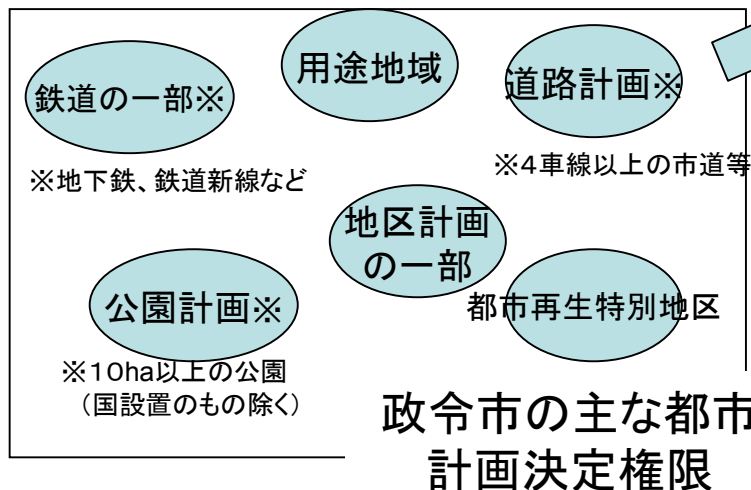 用途地域
鉄道の一部※
道路計画※
※地下鉄、鉄道新線など
※4車線以上の市道等
地区計画
の一部
公園計画※
都市再生特別地区
※10ha以上の公園
（国設置のもの除く）
政令市の主な都市
計画決定権限